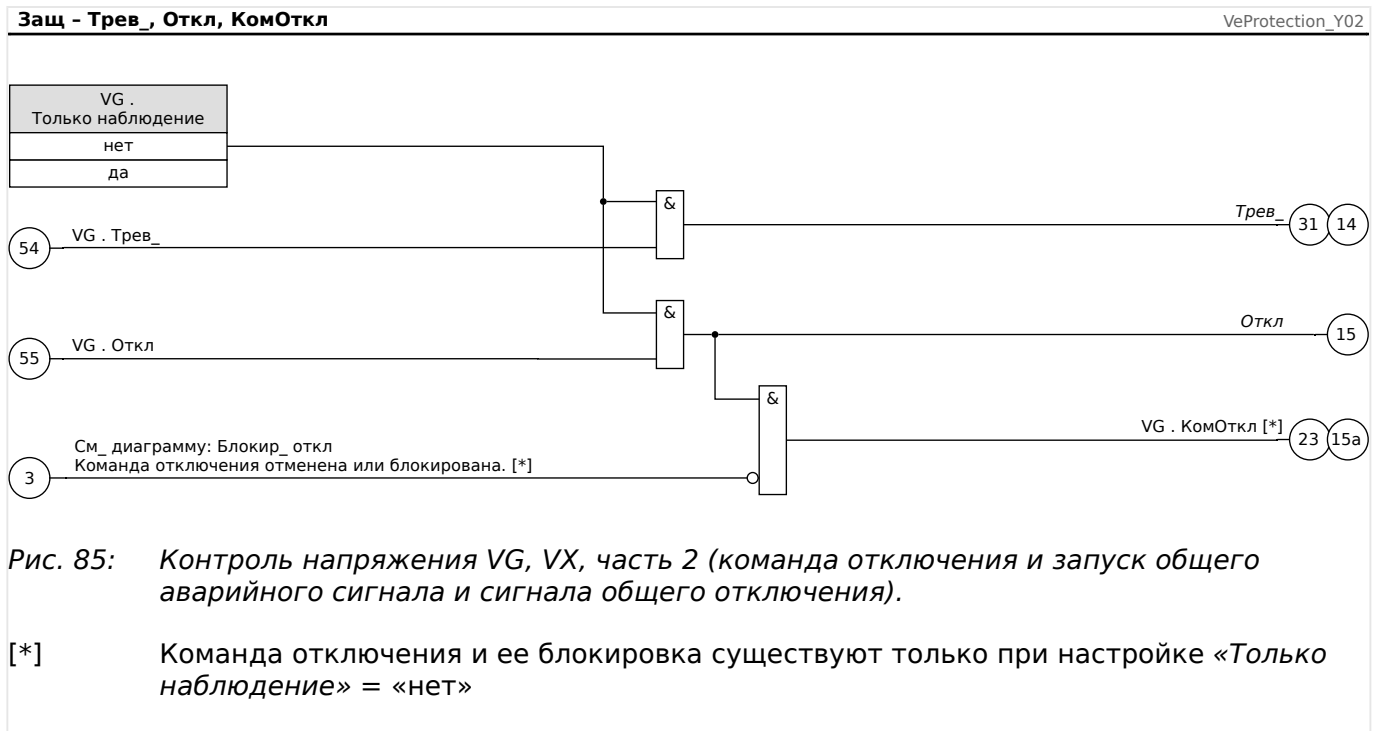 Защ – Трев_, Откл, КомОткл
VeProtection_Y02
VG .
Только наблюдение
нет
да
&
Трев_
31
14
54
VG . Трев_
&
Откл
15
55
VG . Откл
&
VG . КомОткл [*]
23
15a
См_ диаграмму: Блокир_ откл
Команда отключения отменена или блокирована. [*]
3
Рис. 85: Контроль напряжения VG, VX, часть 2 (команда отключения и запуск общего
аварийного сигнала и сигнала общего отключения).
[*] Команда отключения и ее блокировка существуют только при настройке «Только
наблюдение» = «нет»